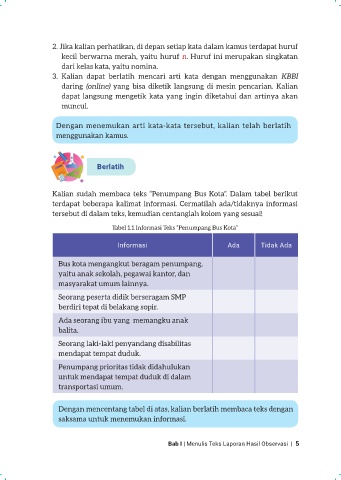 2. Jika kalian perhatikan, di depan setiap kata dalam kamus terdapat huruf
kecil berwarna merah, yaitu huruf n. Huruf ini merupakan singkatan
dari kelas kata, yaitu nomina.
3. Kalian dapat berlatih mencari arti kata dengan menggunakan KBBI
daring (online) yang bisa diketik langsung di mesin pencarian. Kalian
dapat langsung mengetik kata yang ingin diketahui dan artinya akan
muncul.
Dengan menemukan arti kata-kata tersebut, kalian telah berlatih
menggunakan kamus.
Berlatih
Kalian sudah membaca teks "Penumpang Bus Kota". Dalam tabel berikut
terdapat beberapa kalimat informasi. Cermatilah ada/tidaknya informasi
tersebut di dalam teks, kemudian centanglah kolom yang sesuai!
Tabel 1.1 Informasi Teks "Penumpang Bus Kota"
Informasi Ada Tidak Ada
Bus kota mengangkut beragam penumpang,
yaitu anak sekolah, pegawai kantor, dan
masyarakat umum lainnya.
Seorang peserta didik berseragam SMP
berdiri tepat di belakang sopir.
Ada seorang ibu yang memangku anak
balita.
Seorang laki-laki penyandang disabilitas
mendapat tempat duduk.
Penumpang prioritas tidak didahulukan
untuk mendapat tempat duduk di dalam
transportasi umum.
Dengan mencentang tabel di atas, kalian berlatih membaca teks dengan
saksama untuk menemukan informasi.
Bab I | Menulis Teks Laporan Hasil Observasi | 5